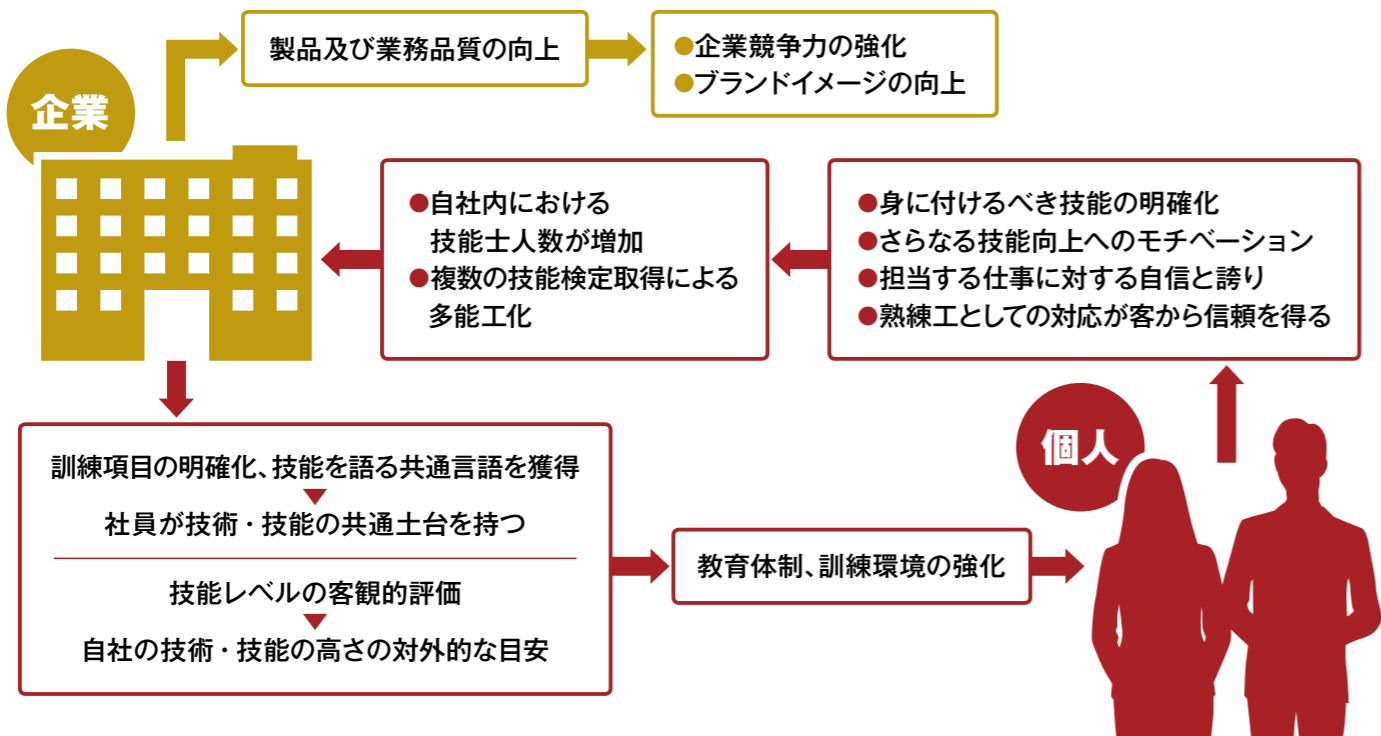 企業
製品及び業務品質の向上
●企業競争力の強化
●ブランドイメージの向上
●自社内における
技能士人数が増加
●複数の技能検定取得による
多能工化
●身に付けるべき技能の明確化
●さらなる技能向上へのモチベーション
●担当する仕事に対する自信と誇り
●熟練工としての対応が客から信頼を得る
訓練項目の明確化、技能を語る共通言語を獲得
社員が技術・技能の共通土台を持つ
技能レベルの客観的評価
自社の技術・技能の高さの対外的な目安
教育体制、訓練環境の強化
個人